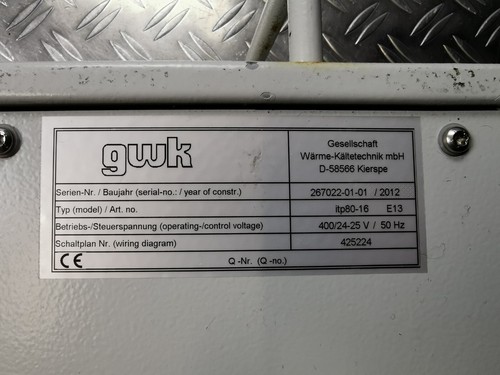 gwk
Gesellschaft
Wärme-Kältetechnik mbH
D-58566 Kierspe
Serien-Nr. / Baujahr (serial-no.: / year of constr.) 267022-01-01 / 2012
Typ (model) / Art. no. itp80-16 E13
Betriebs-/Steuerspannung (operating-/control voltage) 400/24-25 V / 50 Hz
Schaltplan Nr. (wiring diagram) 425224
CE Q -Nr. (Q -no.)